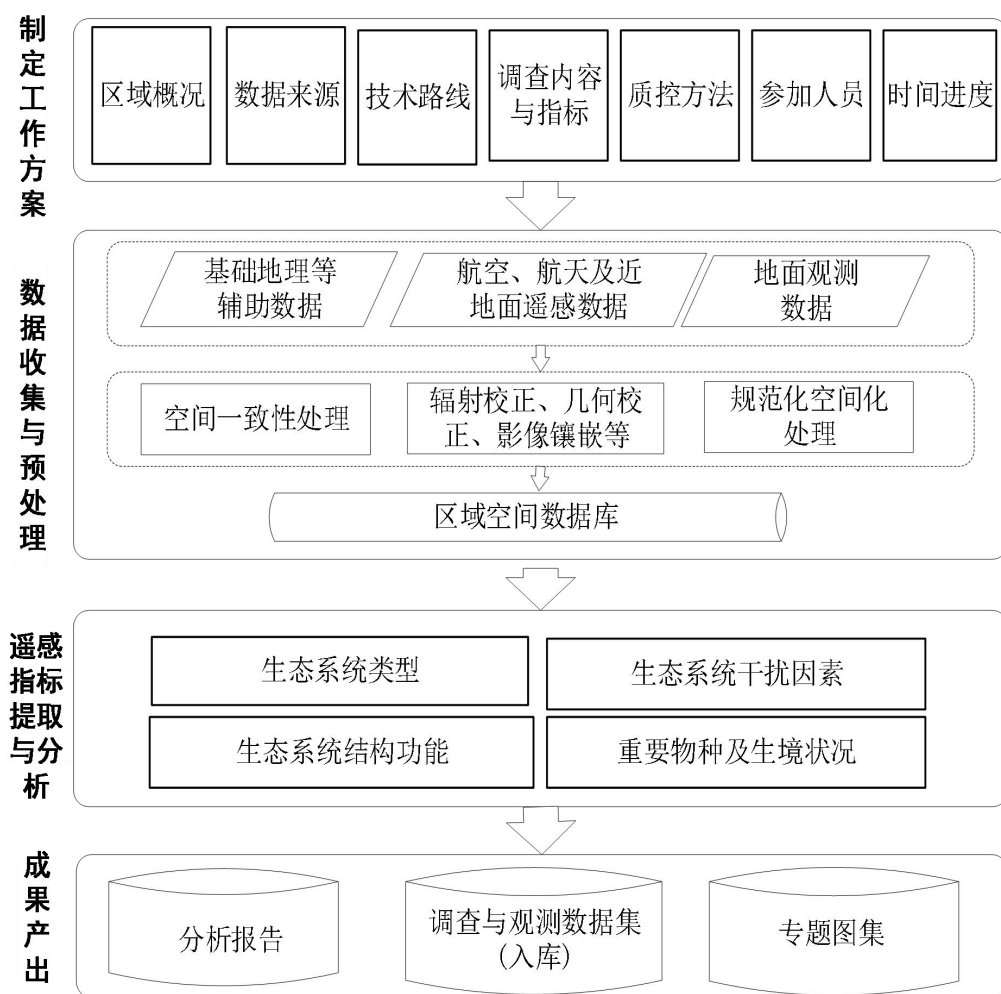 制定工作方案
区域概况
数据来源
技术路线
调查内容
与指标
质控方法
参加人员
时间进度
数据收集与预处理
基础地理等
辅助数据
航空、航天及近
地面遥感数据
地面观测
数据
空间一致性处理
辐射校正、几何校
正、影像镶嵌等
规范化空间化
处理
区域空间数据库
遥感
指标
提取
与分
析
生态系统类型
生态系统干扰因素
生态系统结构功能
重要物种及生境状况
成果产出
分析报告
调查与观测数据集
(入库)
专题图集